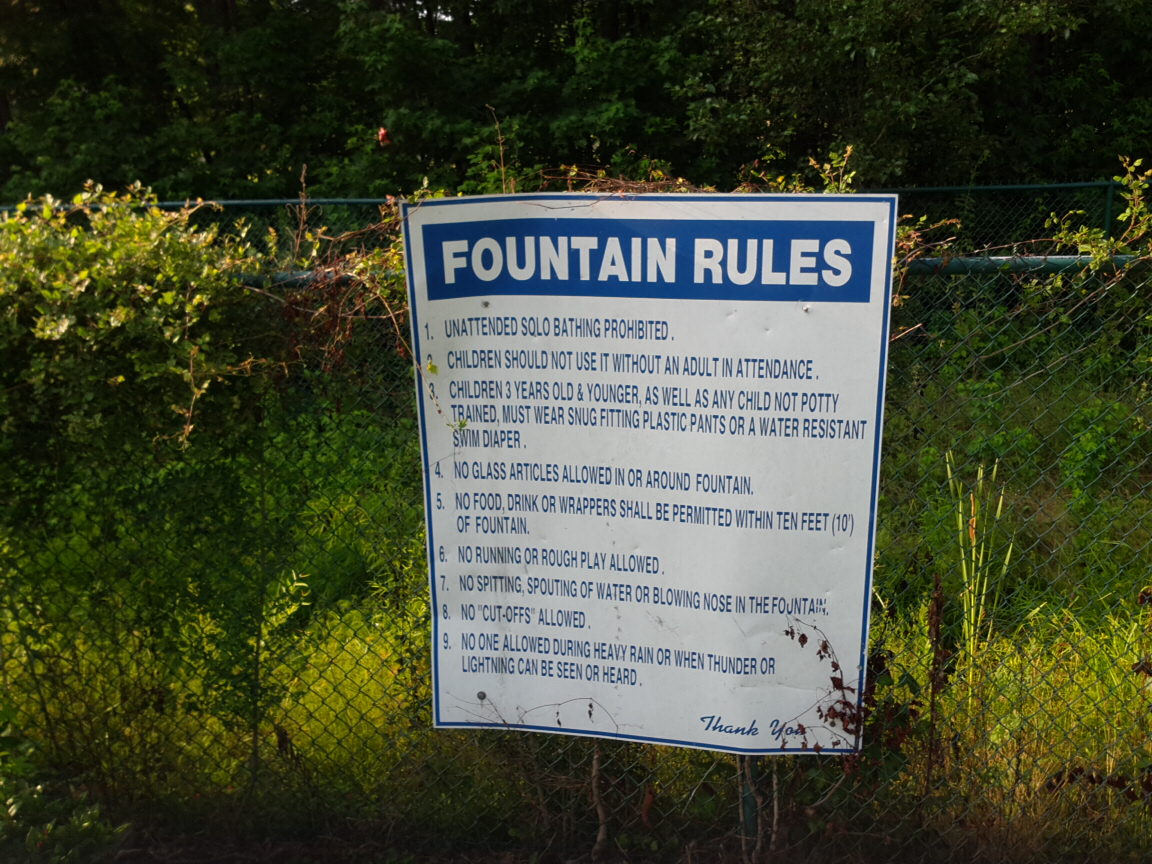 FOUNTAIN RULES
1. UNATTENDED SOLO BATHING PROHIBITED.
2. CHILDREN SHOULD NOT USE IT WITHOUT AN ADULT IN ATTENDANCE.
3. CHILDREN 3 YEARS OLD & YOUNGER, AS WELL AS ANY CHILD NOT POTTY
TRAINED, MUST WEAR SNUG FITTING PLASTIC PANTS OR A WATER RESISTANT
SWIM DIAPER.
4. NO GLASS ARTICLES ALLOWED IN OR AROUND FOUNTAIN.
5. NO FOOD, DRINK OR WRAPPERS SHALL BE PERMITTED WITHIN TEN FEET (10')
OF FOUNTAIN.
6. NO RUNNING OR ROUGH PLAY ALLOWED.
7. NO SPITTING, SPOUTING OF WATER OR BLOWING NOSE IN THE FOUNTAIN.
8. NO "CUT-OFFS" ALLOWED.
9. NO ONE ALLOWED DURING HEAVY RAIN OR WHEN THUNDER OR
LIGHTNING CAN BE SEEN OR HEARD.
Thank You